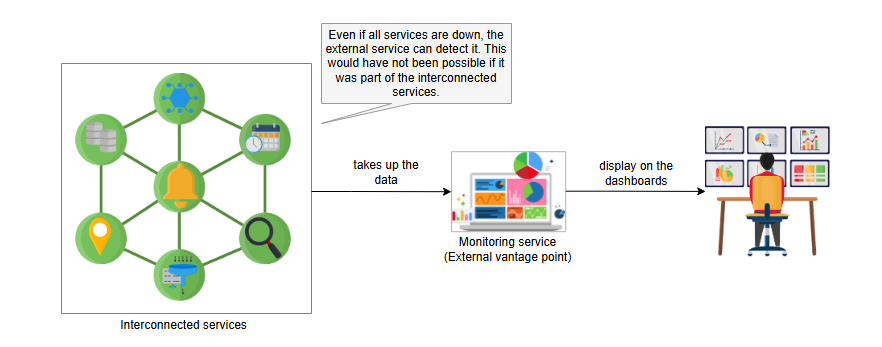 Even if all services are down, the
external service can detect it. This
would have not been possible if it
was part of the interconnected
services.
takes up the
data
display on the
dashboards
Monitoring service
(External vantage point)
Interconnected services